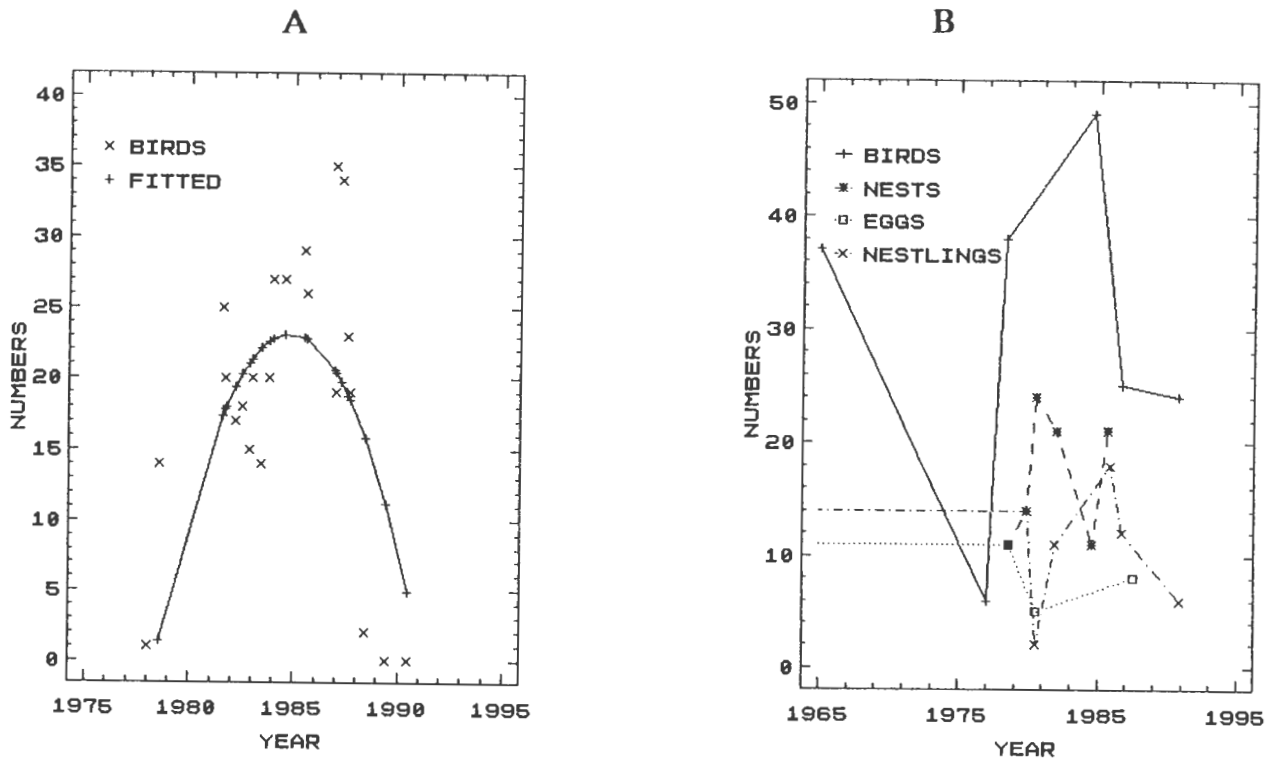 A
40
35
30
25
20
15
10
5
0
× BIRDS
+ FITTED
NUMBERS
1975 1980 1985 1990 1995
YEAR
B
50
40
30
20
10
0
BIRDS
NESTS
EGGS
NESTLINGS
NUMBERS
1965 1975 1985 1995
YEAR